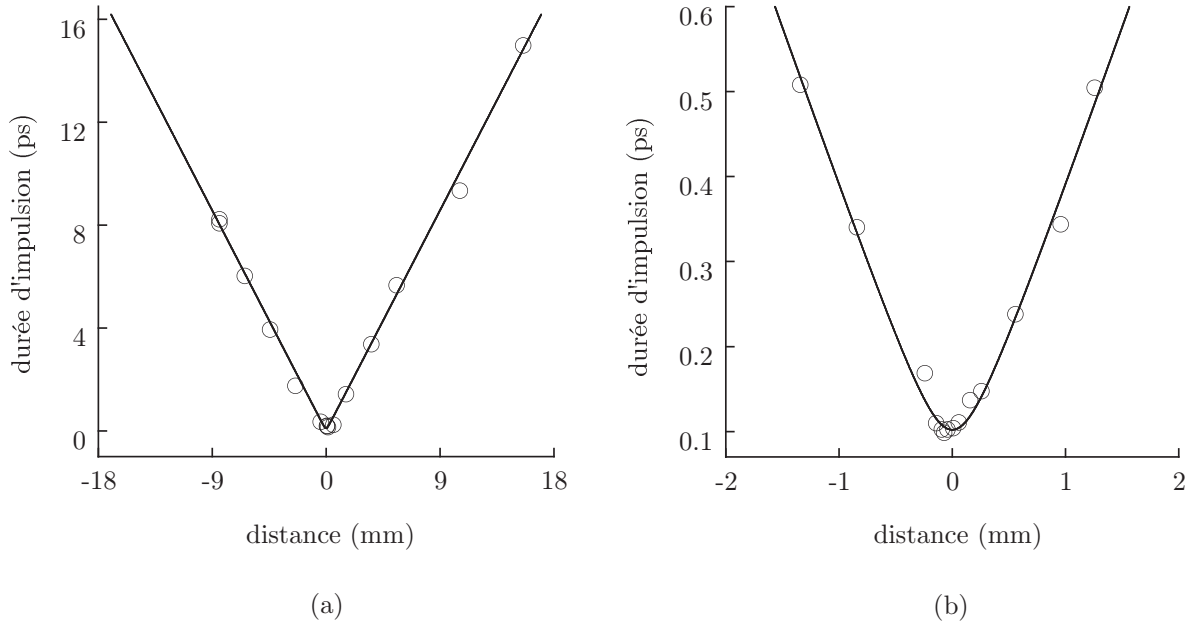 16
12
8
4
0
-18 -9 0 9 18
durée d'impulsion (ps)
distance (mm)
(a)
0.6
0.5
0.4
0.3
0.2
0.1
-2 -1 0 1 2
durée d'impulsion (ps)
distance (mm)
(b)